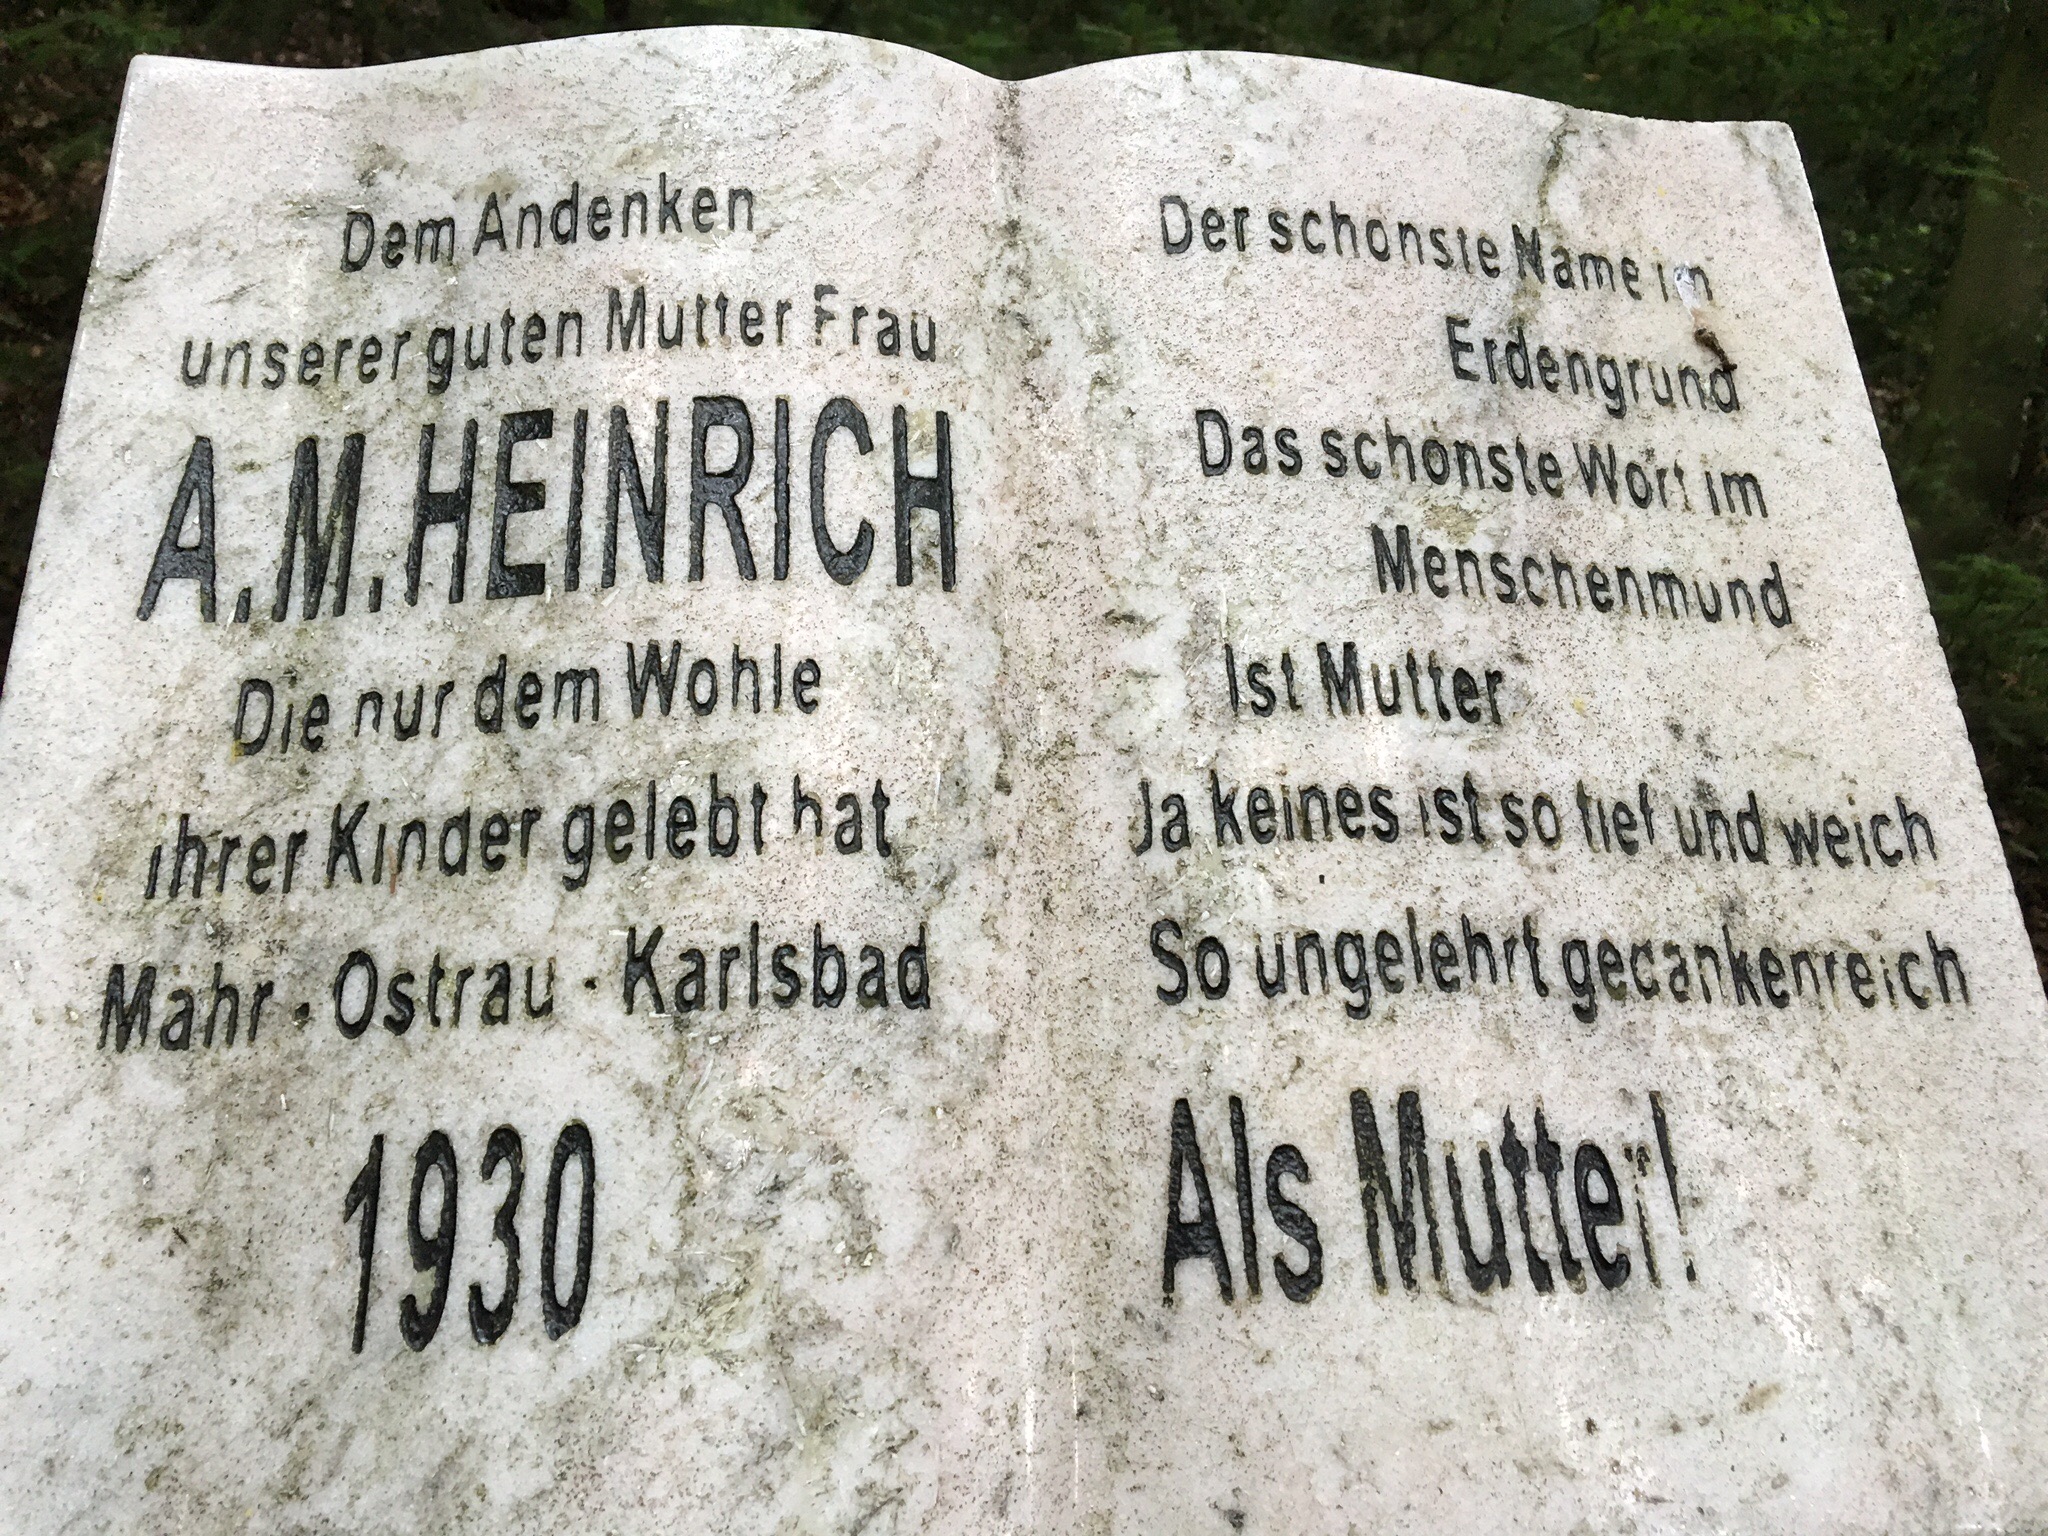 Dem Andenken
unserer guten Mutter Frau
A.M.HEINRICH
Die nur dem Wohle
ihrer Kinder gelebt hat
Mahr - Ostrau - Karlsbad
1930
Der schonste Name im
Erdengrund
Das schonste Wort im
Menschenmund
Ist Mutter
Ja keines ist so tief und weich
So ungelehrt gedankenreich
Als Mutter!